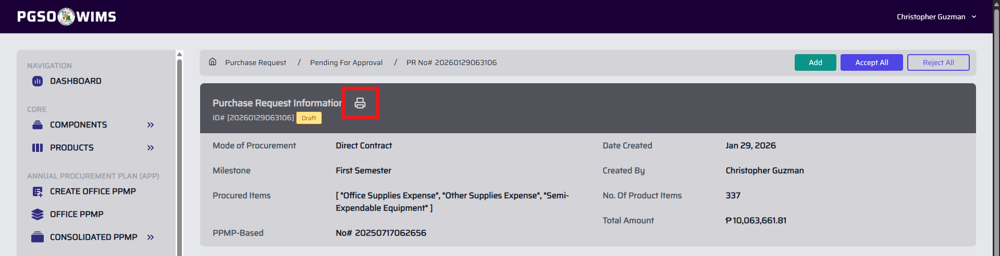 PGSO WIMS
Christopher Guzman
NAVIGATION
DASHBOARD
CORE
COMPONENTS
PRODUCTS
ANNUAL PROCUREMENT PLAN (APP)
CREATE OFFICE PPMP
OFFICE PPMP
CONSOLIDATED PPMP
Purchase Request / Pending For Approval / PR No# 20260129063106
Add Accept All Reject All
Purchase Request Information
ID# [20260129063106] Draft
Mode of Procurement Direct Contract
Milestone First Semester
Procured Items [ "Office Supplies Expense", "Other Supplies Expense", "Semi-
Expendable Equipment" ]
PPMP-Based No# 20250717062656
Date Created Jan 29, 2026
Created By Christopher Guzman
No. Of Product Items 337
Total Amount ₱10,063,661.81